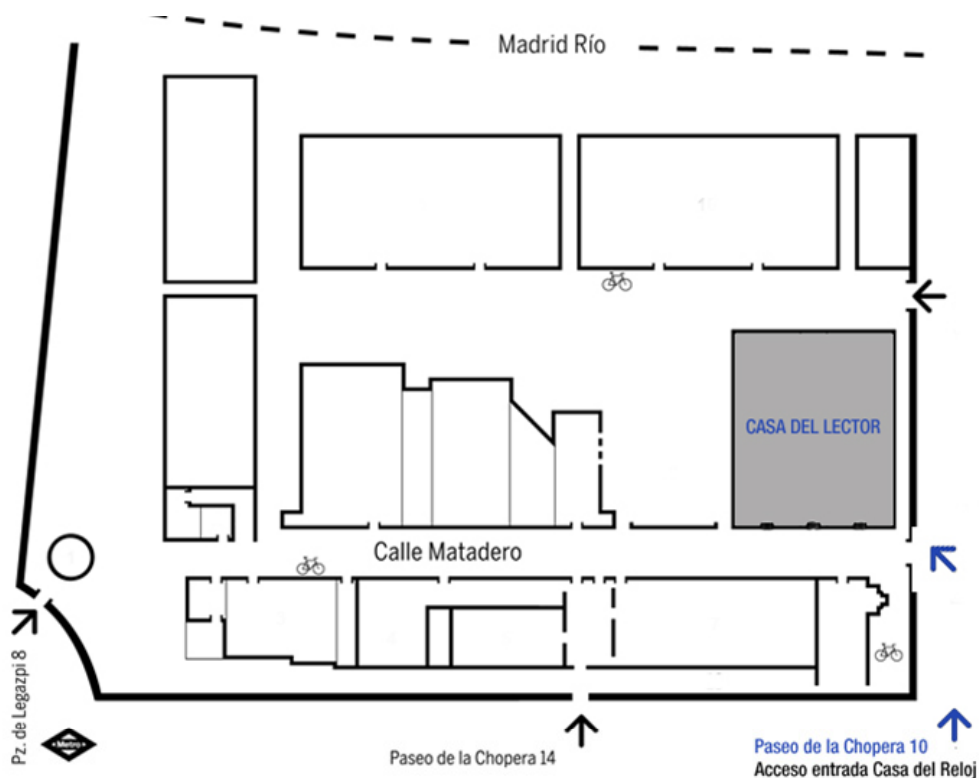 Madrid Río
CASA DEL LECTOR
Calle Matadero
Pz. de Legazpi 8
Metro
Paseo de la Chopera 14
Paseo de la Chopera 10
Acceso entrada Casa del Reloj